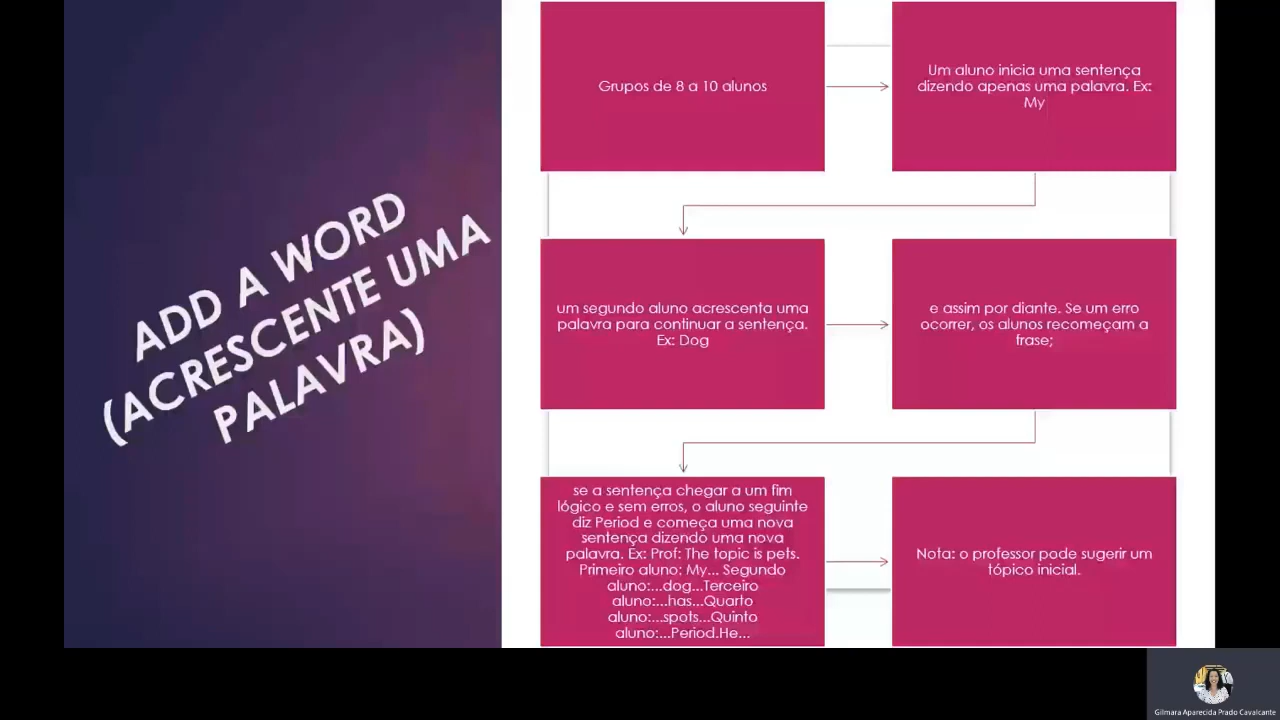 ADD A WORD
(ACRESCENTE UMA
PALAVRA)
Grupos de 8 a 10 alunos
Um aluno inicia uma sentença
dizendo apenas uma palavra. Ex:
My
um segundo aluno acrescenta uma
palavra para continuar a sentença.
Ex: Dog
e assim por diante. Se um erro
ocorrer, os alunos recomeçam a
frase;
se a sentença chegar a um fim
lógico e sem erros, o aluno seguinte
diz Period e começa uma nova
sentença dizendo uma nova
palavra. Ex: Prof: The topic is pets.
Primeiro aluno: My... Segundo
aluno:...dog...Terceiro
aluno:...has...Quarto
aluno:...spots...Quinto
aluno:...Period.He...
Nota: o professor pode sugerir um
tópico inicial.
Gilmara Aparecida Prado Cavalcante